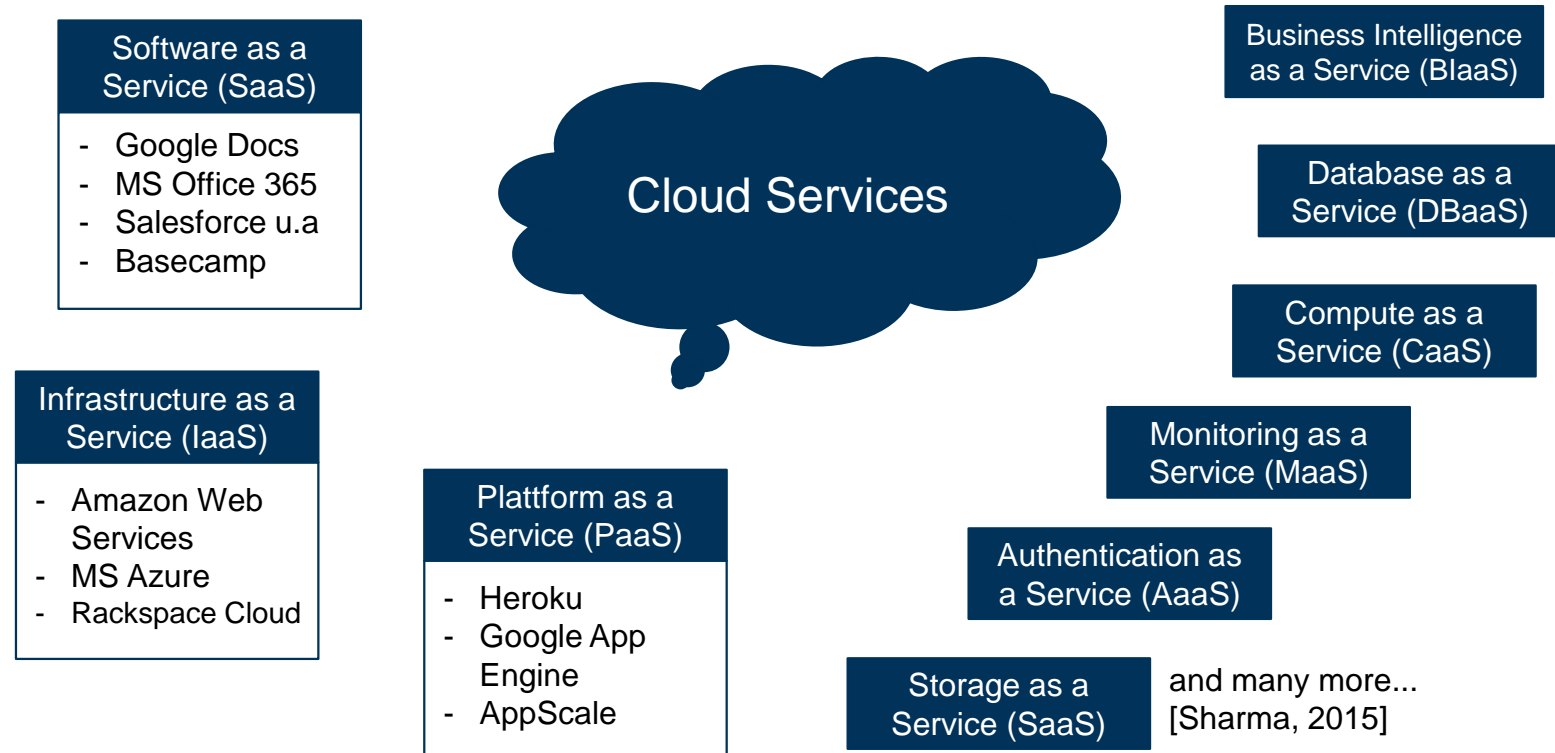 Software as a
Service (SaaS)
- Google Docs
- MS Office 365
- Salesforce u.a
- Basecamp
Infrastructure as a
Service (IaaS)
- Amazon Web
Services
- MS Azure
- Rackspace Cloud
Plattform as a
Service (PaaS)
- Heroku
- Google App
Engine
- AppScale
Cloud Services
Business Intelligence
as a Service (BIaaS)
Database as a
Service (DBaaS)
Compute as a
Service (CaaS)
Monitoring as a
Service (MaaS)
Authentication as
a Service (AaaS)
Storage as a
Service (SaaS)
and many more...
[Sharma, 2015]